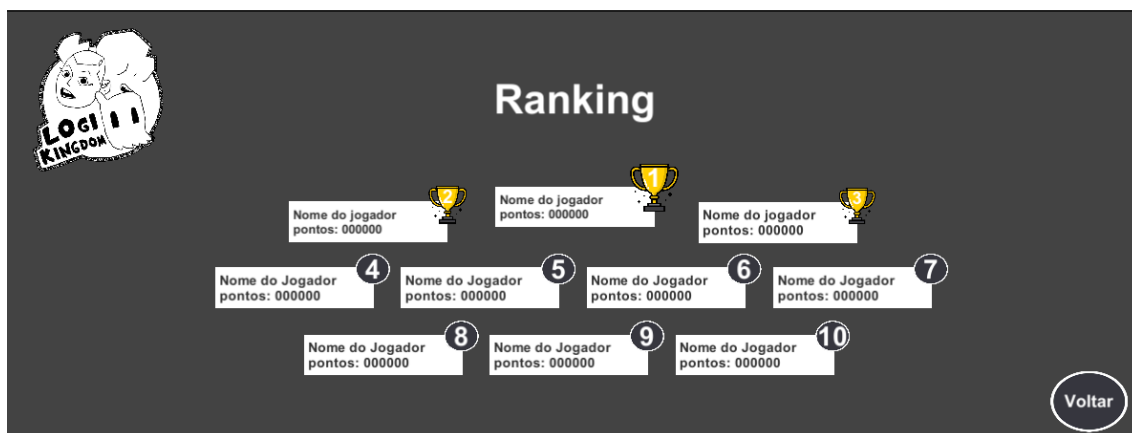 LOGI
KINGDOM
Ranking
1
Nome do jogador
pontos: 000000
2
Nome do jogador
pontos: 000000
3
Nome do jogador
pontos: 000000
4
Nome do Jogador
pontos: 000000
5
Nome do Jogador
pontos: 000000
6
Nome do Jogador
pontos: 000000
7
Nome do Jogador
pontos: 000000
8
Nome do Jogador
pontos: 000000
9
Nome do Jogador
pontos: 000000
10
Nome do Jogador
pontos: 000000
Voltar